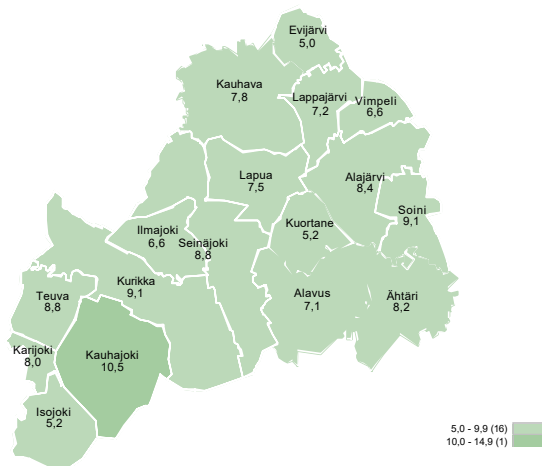 Evijärvi
5,0
Kauhava
7,8
Lappajärvi
7,2
Vimpeli
6,6
Lapua
7,5
Alajärvi
8,4
Soini
9,1
Kuortane
5,2
Ilmajoki
6,6
Seinäjoki
8,8
Kurikka
9,1
Teuva
8,8
Alavus
7,1
Ähtäri
8,2
Karijoki
8,0
Kauhajoki
10,5
Isojoki
5,2
5,0 - 9,9 (16)
10,0 - 14,9 (1)